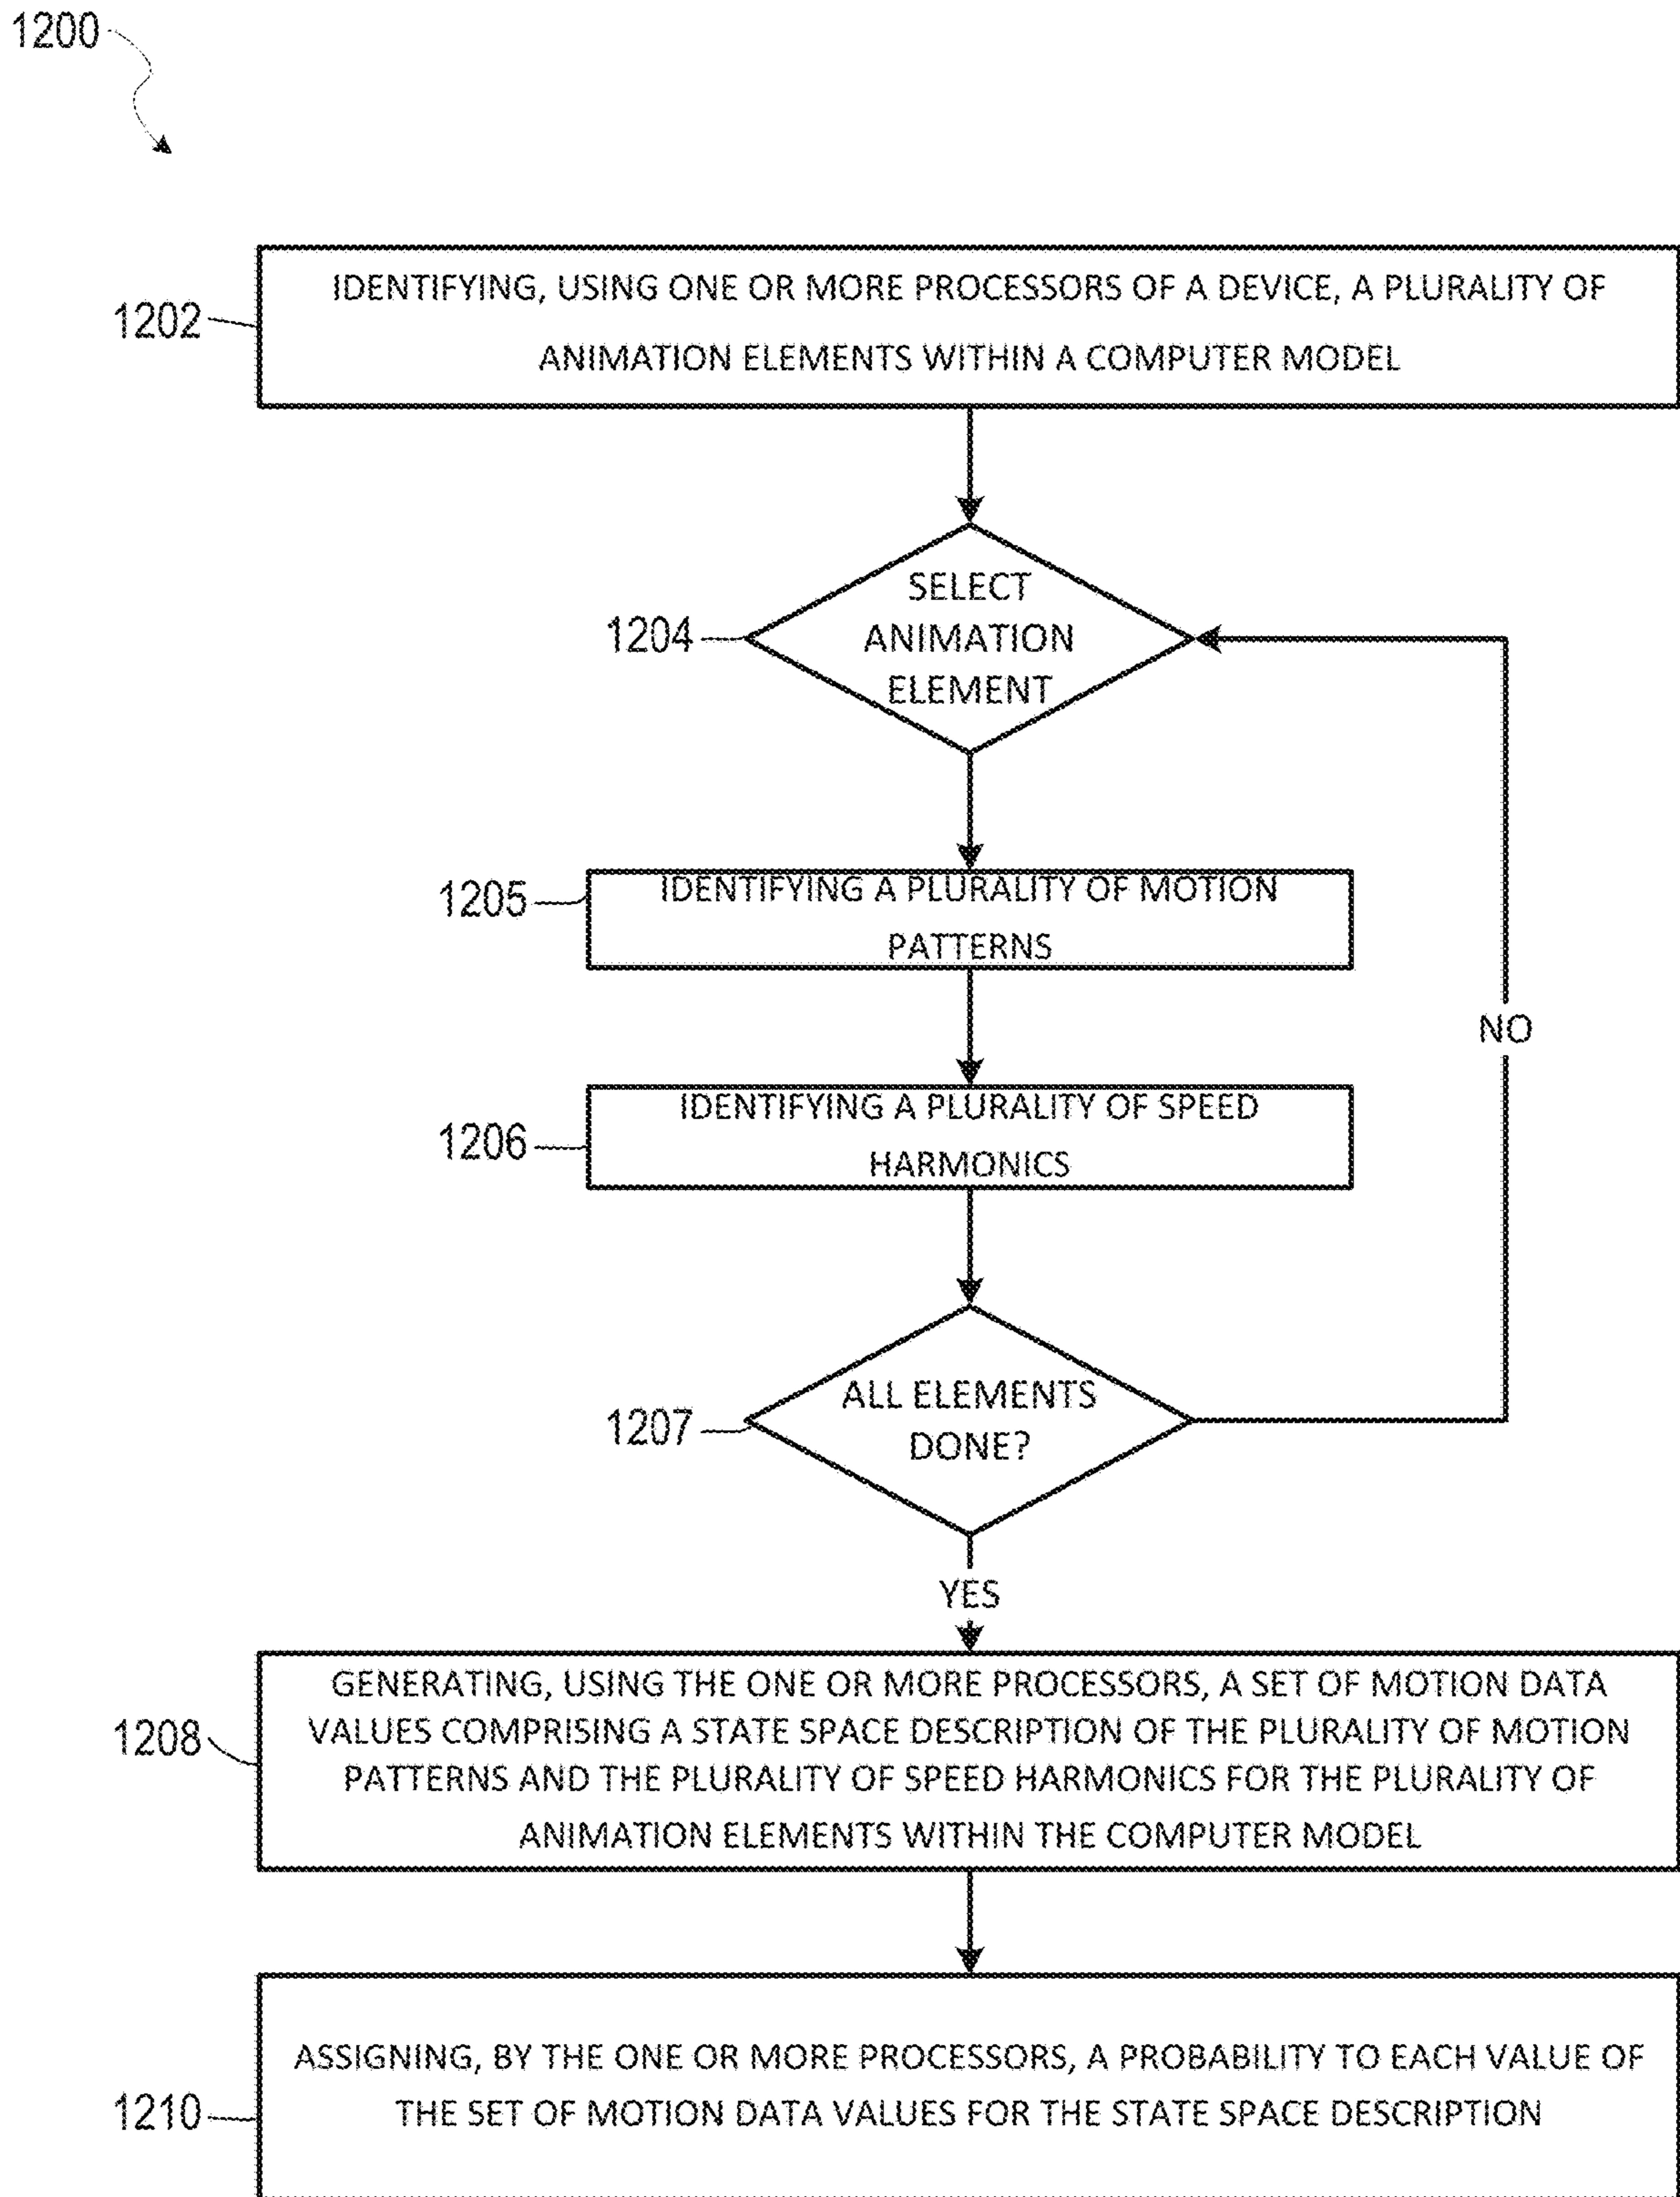 1200
1202
IDENTIFYING, USING ONE OR MORE PROCESSORS OF A DEVICE, A PLURALITY OF
ANIMATION ELEMENTS WITHIN A COMPUTER MODEL
1204
SELECT
ANIMATION
ELEMENT
1205
IDENTIFYING A PLURALITY OF MOTION
PATTERNS
NO
1206
IDENTIFYING A PLURALITY OF SPEED
HARMONICS
1207
ALL ELEMENTS
DONE?
YES
1208
GENERATING, USING THE ONE OR MORE PROCESSORS, A SET OF MOTION DATA
VALUES COMPRISING A STATE SPACE DESCRIPTION OF THE PLURALITY OF MOTION
PATTERNS AND THE PLURALITY OF SPEED HARMONICS FOR THE PLURALITY OF
ANIMATION ELEMENTS WITHIN THE COMPUTER MODEL
1210
ASSIGNING, BY THE ONE OR MORE PROCESSORS, A PROBABILITY TO EACH VALUE OF
THE SET OF MOTION DATA VALUES FOR THE STATE SPACE DESCRIPTION